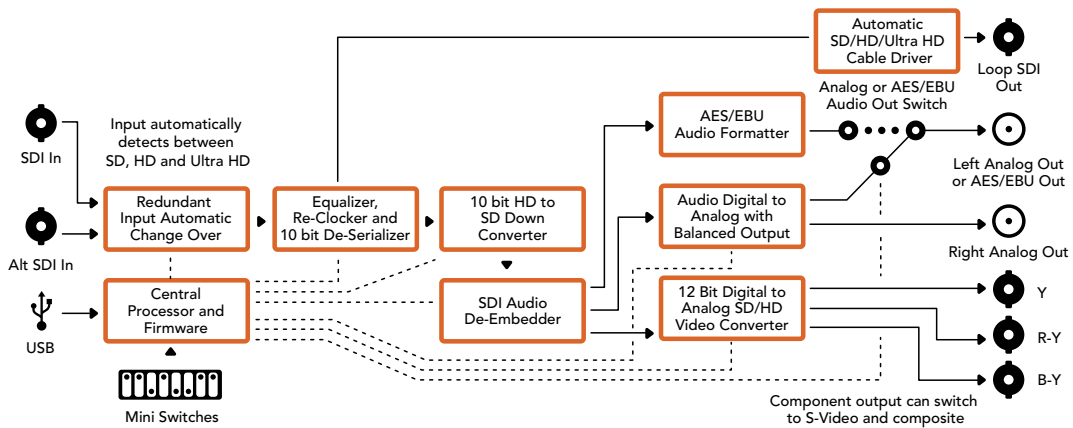 Automatic
SD/HD/Ultra HD
Cable Driver
Loop SDI
Out
Analog or AES/EBU
Audio Out Switch
AES/EBU
Audio Formatter
SDI In
Input automatically
detects between
SD, HD and Ultra HD
Left Analog Out
or AES/EBU Out
Redundant
Input Automatic
Change Over
Equalizer,
Re-Clocker and
10 bit De-Serializer
10 bit HD to
SD Down
Converter
Audio Digital to
Analog with
Balanced Output
Alt SDI In
Right Analog Out
Central
Processor and
Firmware
SDI Audio
De-Embedder
12 Bit Digital to
Analog SD/HD
Video Converter
Y
USB
R-Y
B-Y
Mini Switches
Component output can switch
to S-Video and composite